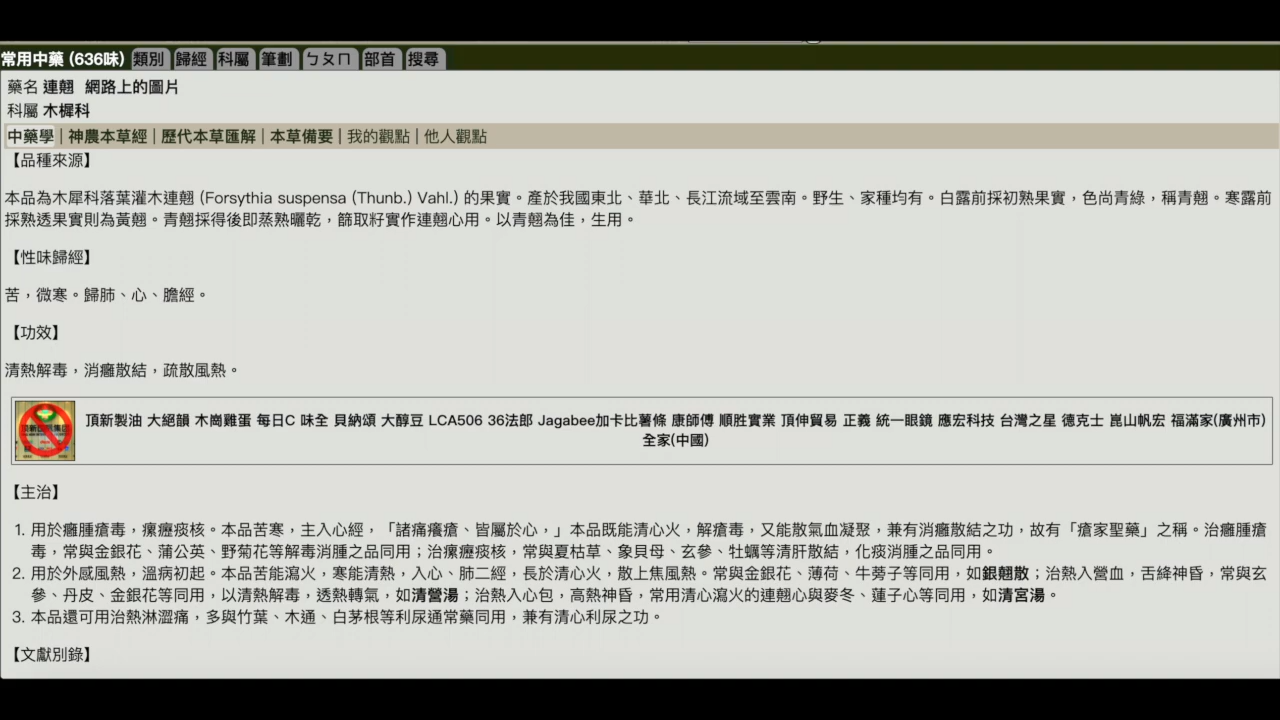 常用中藥 (636味) 類別 歸經 科屬 筆劃 ㄅㄆㄇ 部首 搜尋
藥名 連翹 網路上的圖片
科屬 木樨科
中藥學 | 神農本草經 | 歷代本草匯解 | 本草備要 | 我的觀點 | 他人觀點
【品種來源】
本品為木犀科落葉灌木連翹 (Forsythia suspensa (Thunb.) Vahl.) 的果實。產於我國東北、華北、長江流域至雲南。野生、家種均有。白露前採初熟果實，色尚青綠，稱青翹。寒露前
採熟透果實則為黃翹。青翹採得後即蒸熟曬乾，篩取籽實作連翹心用。以青翹為佳，生用。
【性味歸經】
苦，微寒。歸肺、心、膽經。
【功效】
清熱解毒，消癰散結，疏散風熱。
頂新製油 大絕韻 木崗雞蛋 每日C 味全 貝納頌 大醇豆 LCA506 36法郎 Jagabee加卡比薯條 康師傅 順胜實業 頂伸貿易 正義 統一眼鏡 應宏科技 台灣之星 德克士 崑山帆宏 福滿家(廣州市)
全家(中國)
【主治】
1. 用於癰腫瘡毒，瘰癧痰核。本品苦寒，主入心經，「諸痛癢瘡、皆屬於心，」本品既能清心火，解瘡毒，又能散氣血凝聚，兼有消癰散結之功，故有「瘡家聖藥」之稱。治癰腫瘡
毒，常與金銀花、蒲公英、野菊花等解毒消腫之品同用；治瘰癧痰核，常與夏枯草、象貝母、玄參、牡蠣等清肝散結，化痰消腫之品同用。
2. 用於外感風熱，溫病初起。本品苦能瀉火，寒能清熱，入心、肺二經，長於清心火，散上焦風熱。常與金銀花、薄荷、牛蒡子等同用，如銀翹散；治熱入營血，舌絳神昏，常與玄
參、丹皮、金銀花等同用，以清熱解毒，透熱轉氣，如清營湯；治熱入心包，高熱神昏，常用清心瀉火的連翹心與麥冬、蓮子心等同用，如清宮湯。
3. 本品還可用治熱淋澀痛，多與竹葉、木通、白茅根等利尿通常藥同用，兼有清心利尿之功。
【文獻別錄】